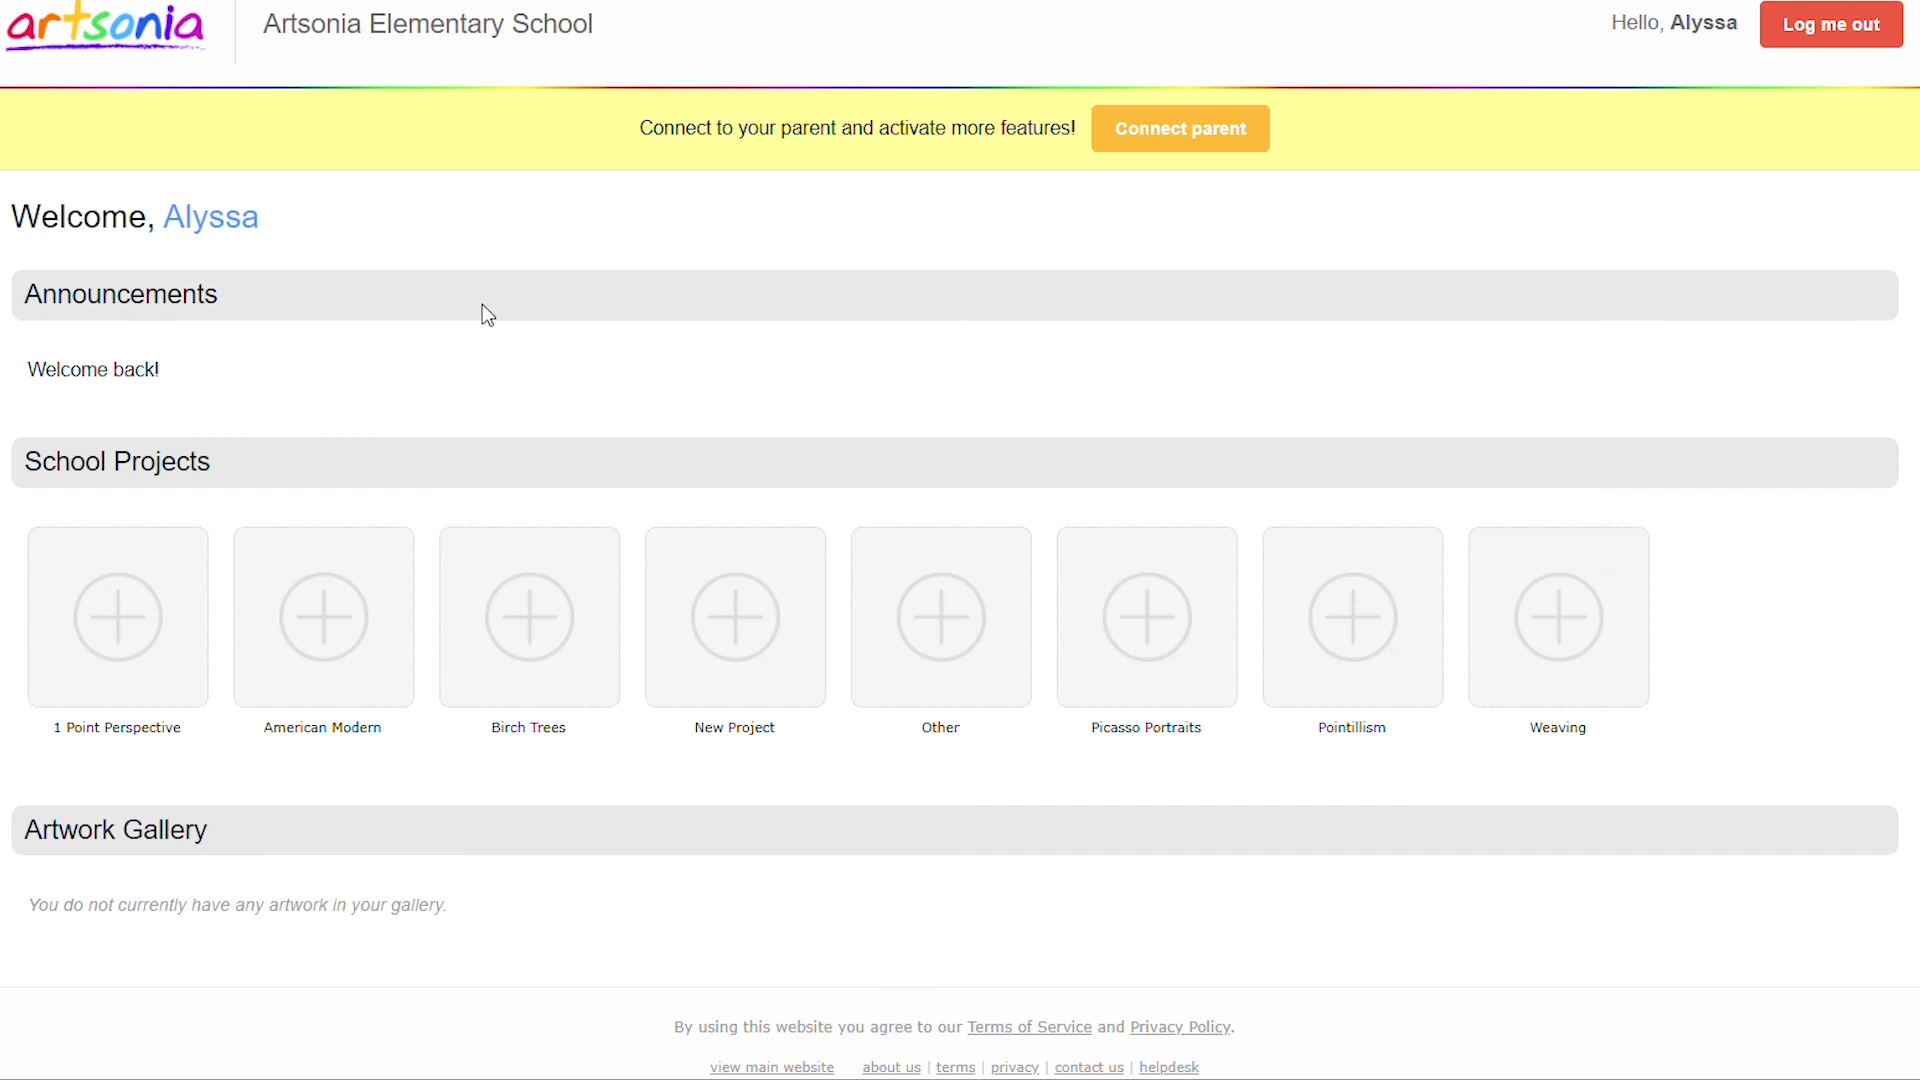 artsonia
Artsonia Elementary School
Hello, Alyssa
Log me out
Connect to your parent and activate more features!
Connect parent
Welcome, Alyssa
Announcements
Welcome back!
School Projects
1 Point Perspective
American Modern
Birch Trees
New Project
Other
Picasso Portraits
Pointillism
Weaving
Artwork Gallery
You do not currently have any artwork in your gallery.
By using this website you agree to our Terms of Service and Privacy Policy.
view main website about us | terms | privacy | contact us | helpdesk